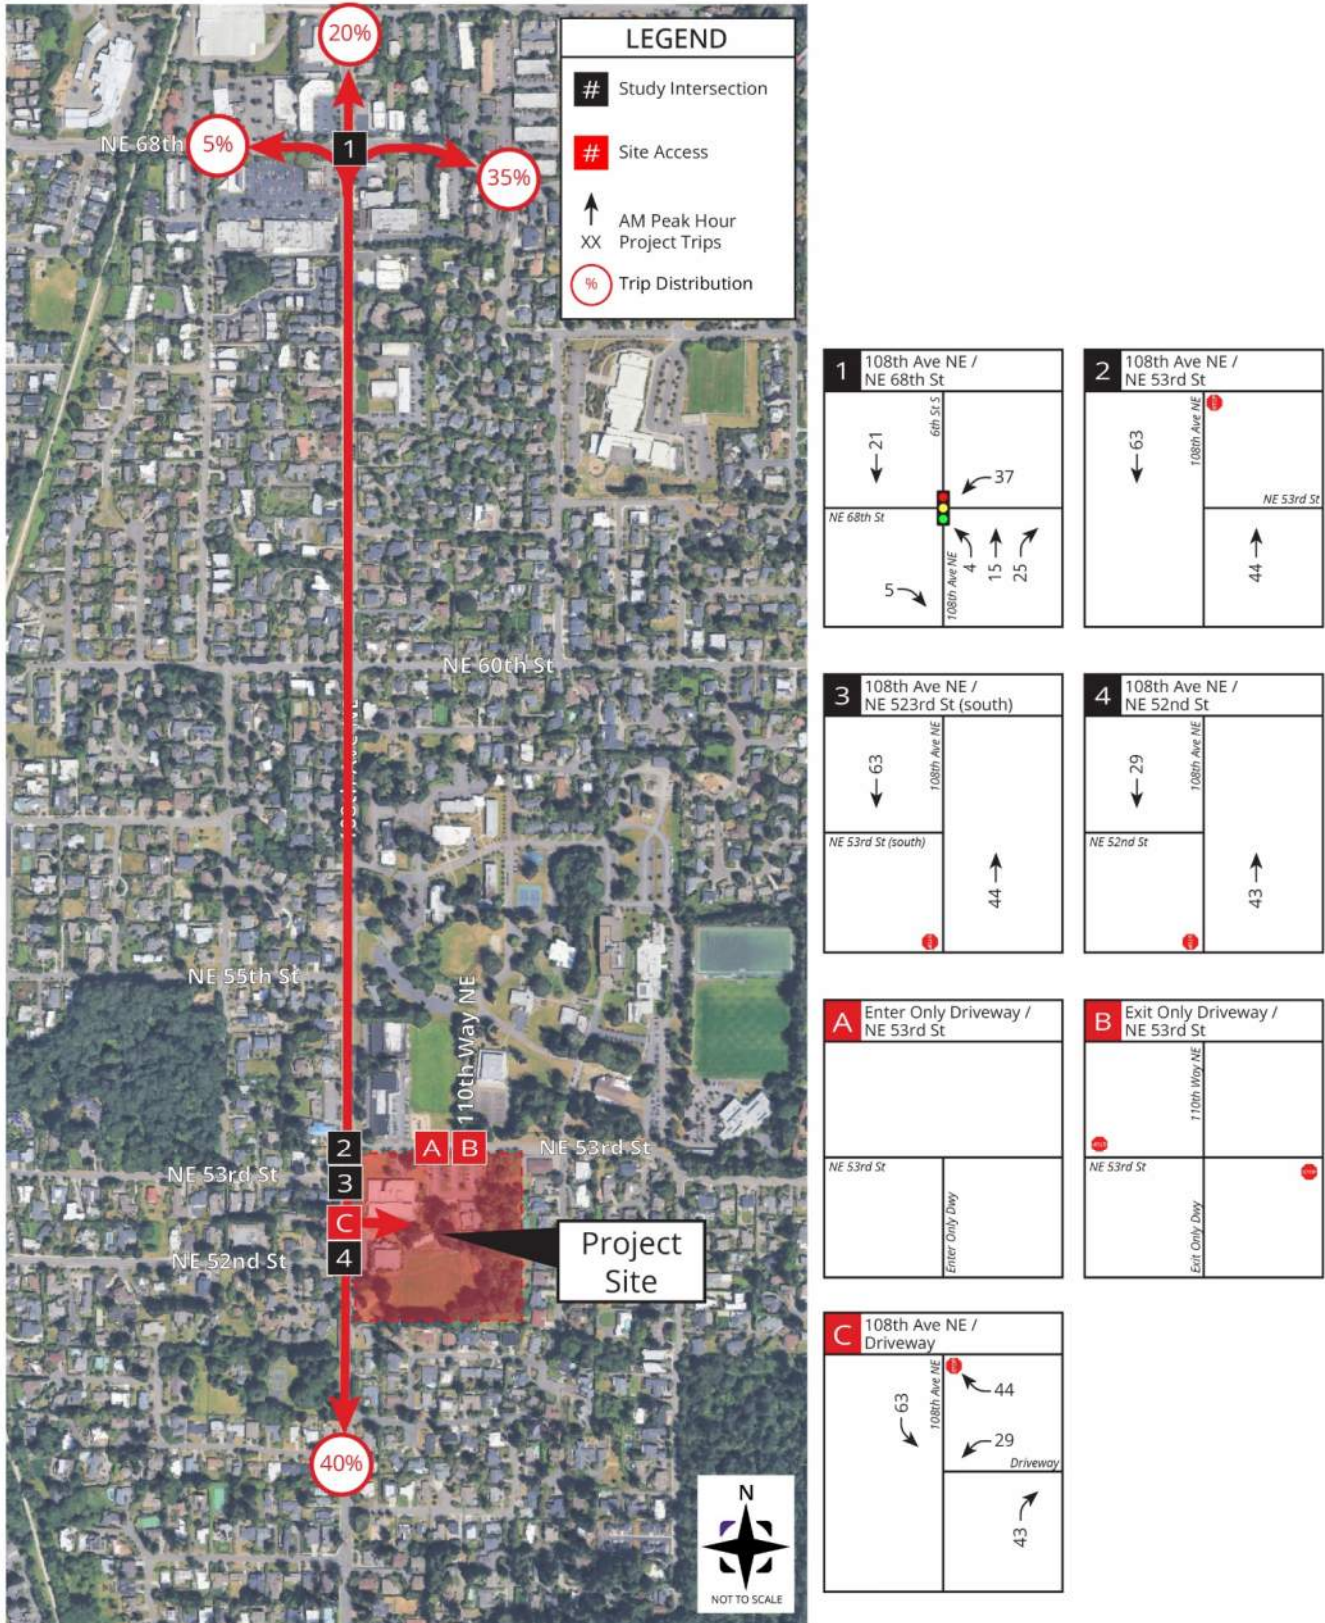 20%
LEGEND
# Study Intersection
# Site Access
AM Peak Hour
XX Project Trips
% Trip Distribution
NE 68th
5%
1
35%
NE 60th St
NE 55th St
110th Way NE
2
A
B
NE 53rd St
NE 53rd St
3
C
Project
Site
NE 52nd St
4
40%
N
NOT TO SCALE
1
108th Ave NE /
NE 68th St
21
6th St S
37
NE 68th St
4
15
25
5
108th Ave NE
2
108th Ave NE /
NE 53rd St
63
108th Ave NE
NE 53rd St
44
3
108th Ave NE /
NE 523rd St (south)
63
108th Ave NE
NE 53rd St (south)
44
4
108th Ave NE /
NE 52nd St
29
108th Ave NE
NE 52nd St
43
A
Enter Only Driveway /
NE 53rd St
NE 53rd St
Enter Only Dwy
B
Exit Only Driveway /
NE 53rd St
110th Way NE
NE 53rd St
Exit Only Dwy
C
108th Ave NE /
Driveway
63
108th Ave NE
44
29
Driveway
43